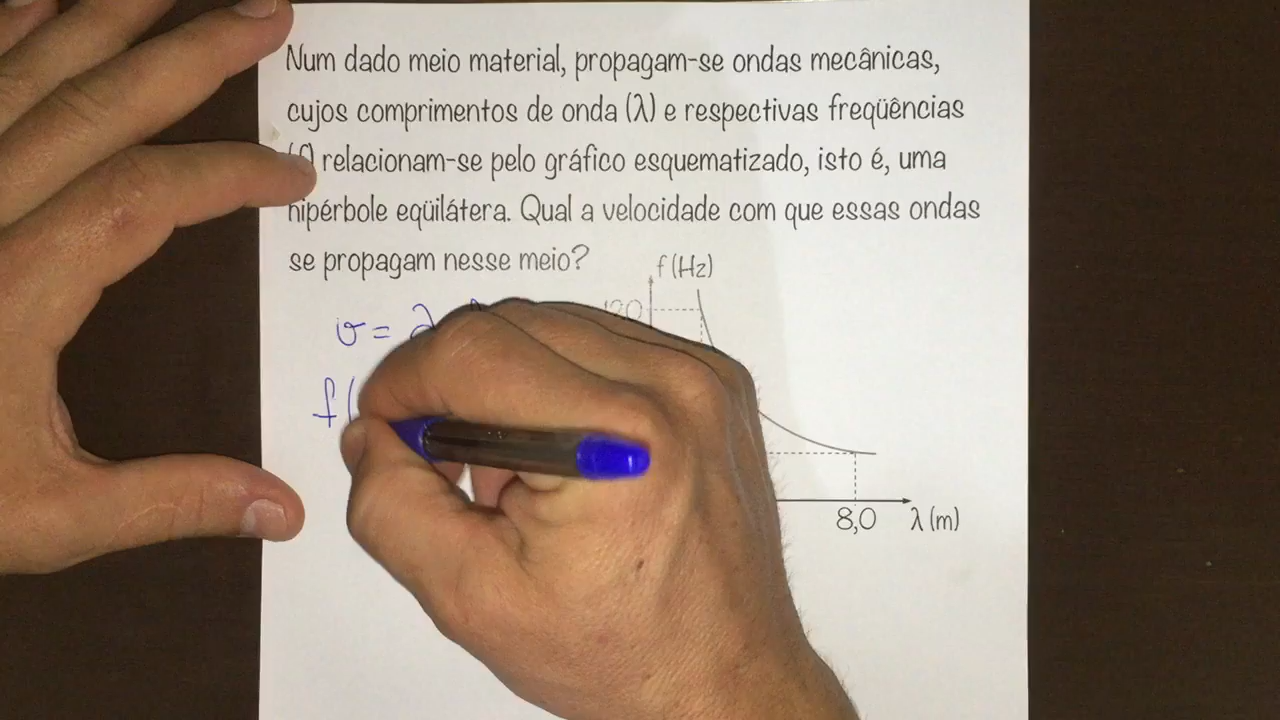 Num dado meio material, propagam-se ondas mecânicas,
cujos comprimentos de onda (λ) e respectivas freqüências
relacionam-se pelo gráfico esquematizado, isto é, uma
hipérbole eqüilátera. Qual a velocidade com que essas ondas
se propagam nesse meio?
f (Hz)
v = λ
f(
8,0 λ (m)